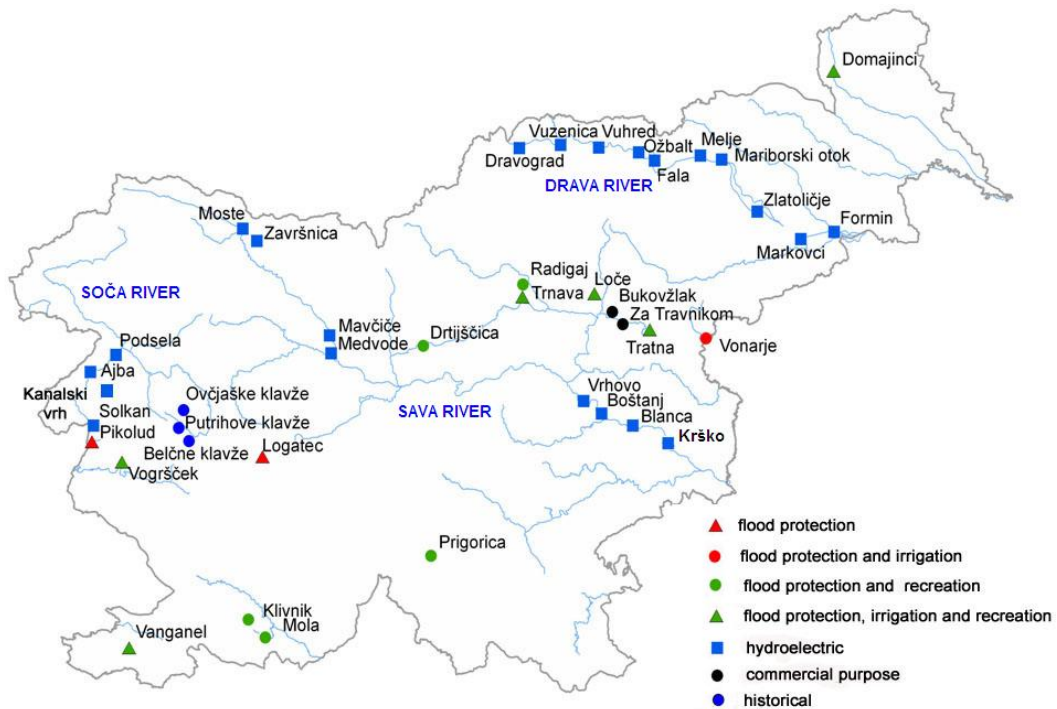 Domajinci
Vuzenica Vuhred
Ožbalt
Melje
Dravograd
Fala
Mariborski otok
DRAVA RIVER
Zlatoličje
Formin
Markovci
Moste
Završnica
SOČA RIVER
Radigaj
Loče
Trnava
Bukovžlak
Za Travnikom
Tratna
Vonarje
Drtijščica
Mavčiče
Medvode
Podsela
Ajba
Kanalski
vrh
Ovčjaške klavže
Solkan
Putrihove klavže
Pikolud
Belčne klavže
Logatec
Vogršček
SAVA RIVER
Vrhovo
Boštanj
Blanca
Krško
Prigorica
Klivnik
Mola
Vanganel
flood protection
flood protection and irrigation
flood protection and recreation
flood protection, irrigation and recreation
hydroelectric
commercial purpose
historical